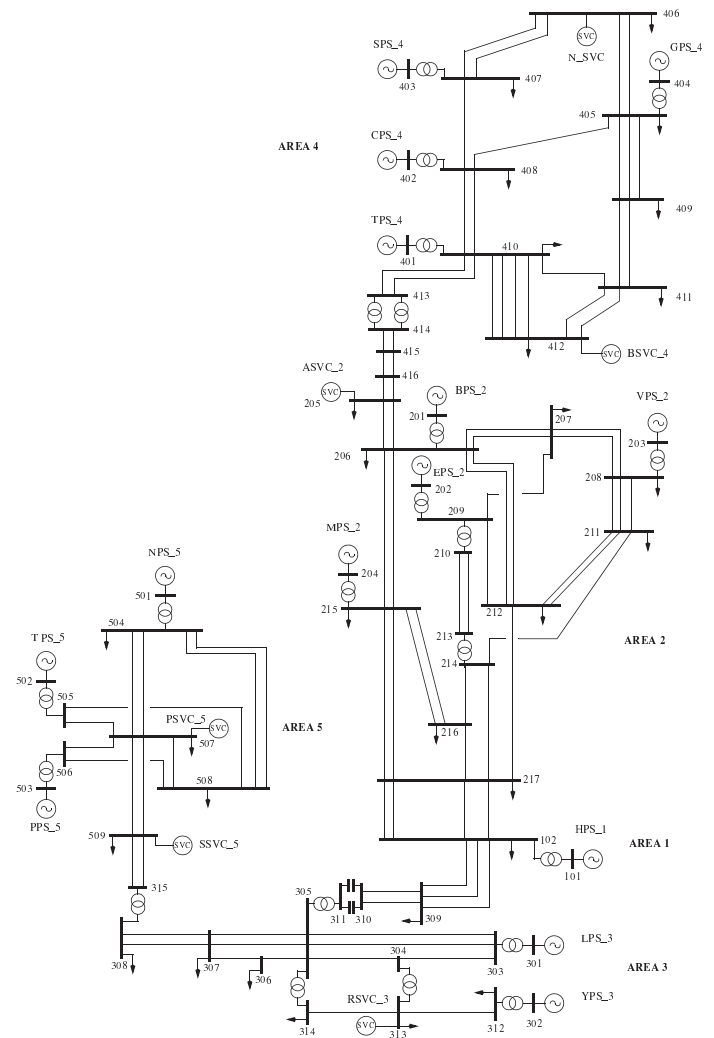 406
SVC
N_SVC
SPS_4
GPS_4
403
407
404
405
AREA 4
CPS_4
402
408
409
TPS_4
401
410
411
413
414
412
SVC
BSVC_4
415
416
ASVC_2
SVC
205
BPS_2
201
207
VPS_2
203
206
EPS_2
202
208
209
MPS_2
204
210
211
NPS_5
501
215
212
504
213
214
AREA 2
TPS_5
502
505
PSVC_5
SVC
507
AREA 5
216
506
503
508
217
PPS_5
509
SVC
SSVC_5
102
HPS_1
101
AREA 1
315
305
311
310
309
308
307
306
304
303
301
LPS_3
AREA 3
RSVC_3
SVC
314
313
312
302
YPS_3